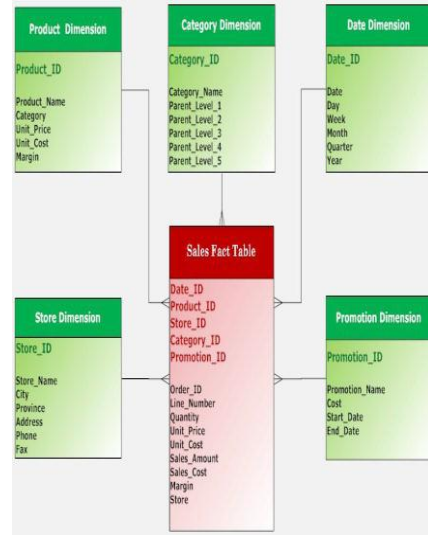 Product Dimension
Product_ID
Product_Name
Category
Unit_Price
Unit_Cost
Margin
Category Dimension
Category_ID
Category_Name
Parent_Level_1
Parent_Level_2
Parent_Level_3
Parent_Level_4
Parent_Level_5
Date Dimension
Date_ID
Date
Day
Week
Month
Quarter
Year
Sales Fact Table
Date_ID
Product_ID
Store_ID
Category_ID
Promotion_ID
Order_ID
Line_Number
Quantity
Unit_Price
Unit_Cost
Sales_Amount
Sales_Cost
Margin
Store
Store Dimension
Store_ID
Store_Name
City
Province
Address
Phone
Fax
Promotion Dimension
Promotion_ID
Promotion_Name
Cost
Start_Date
End_Date